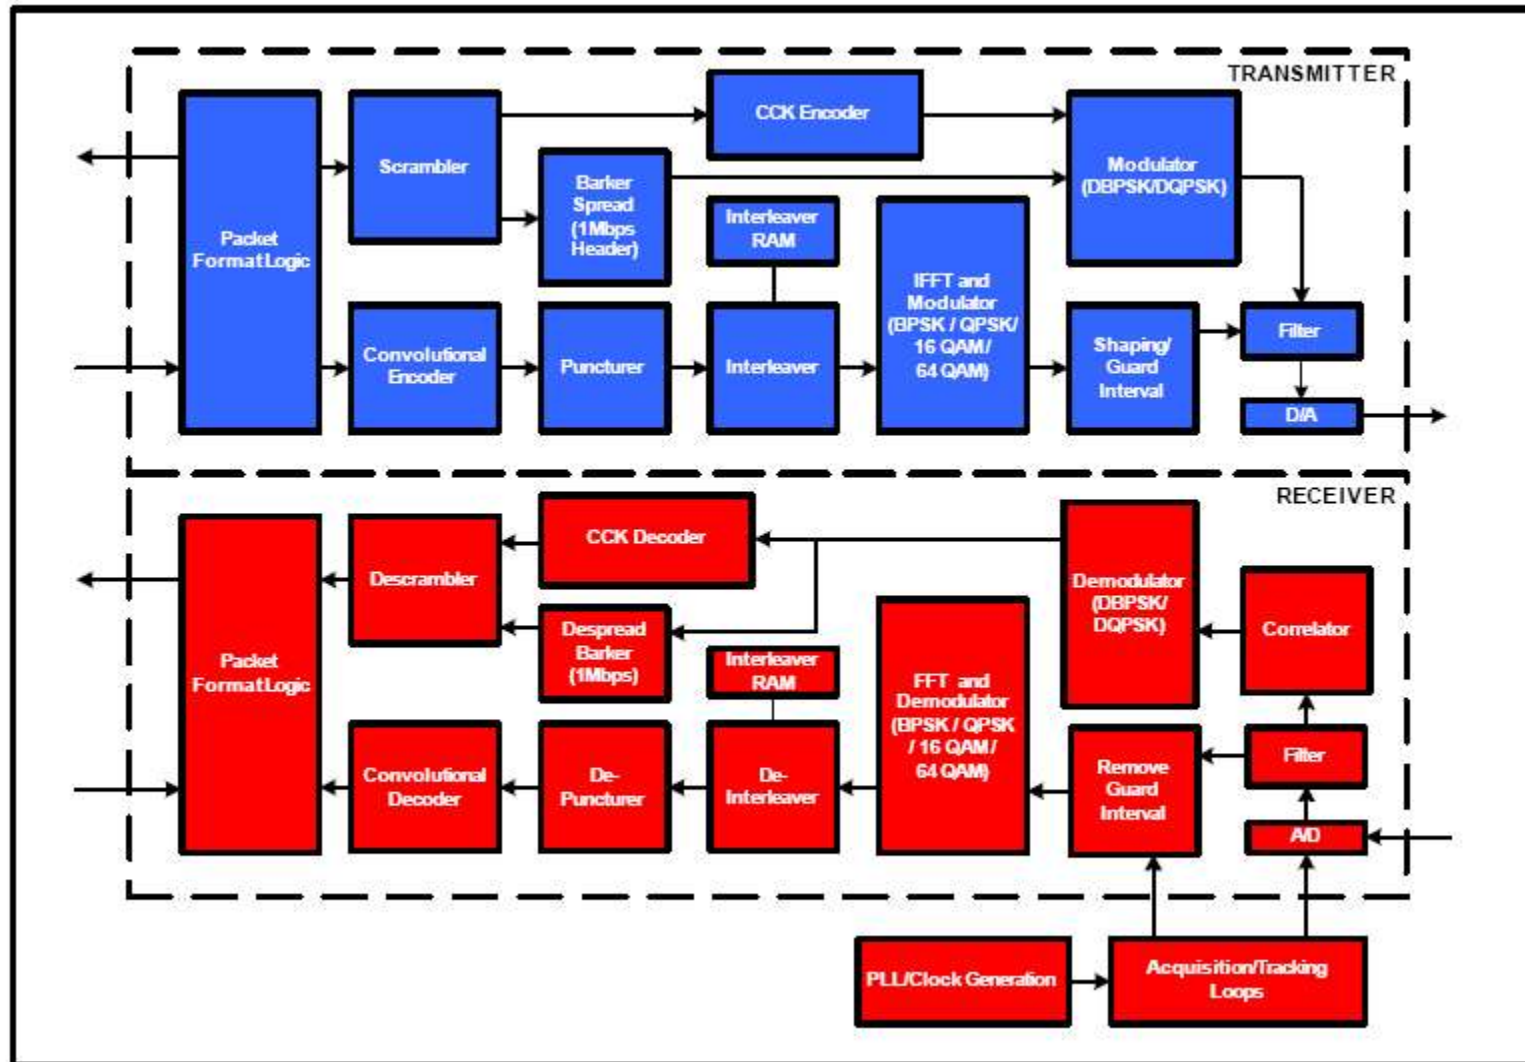 TRANSMITTER
Packet
Format Logic
Scrambler
CCK Encoder
Barker
Spread
(1Mbps
Header)
Interleaver
RAM
Modulator
(DBPSK/DQPSK)
Convolutional
Encoder
Puncturer
Interleaver
IFFT and
Modulator
(BPSK / QPSK/
16 QAM /
64 QAM)
Shaping/
Guard
Interval
Filter
D/A
RECEIVER
Packet
Format Logic
Descrambler
CCK Decoder
Despread
Barker
(1Mbps)
Interleaver
RAM
Demodulator
(DBPSK/
DQPSK)
Correlator
Convolutional
Decoder
De-
Puncturer
De-
Interleaver
FFT and
Demodulator
(BPSK / QPSK
/ 16 QAM /
64 QAM)
Remove
Guard
Interval
Filter
A/D
PLL/Clock Generation
Acquisition/Tracking
Loops